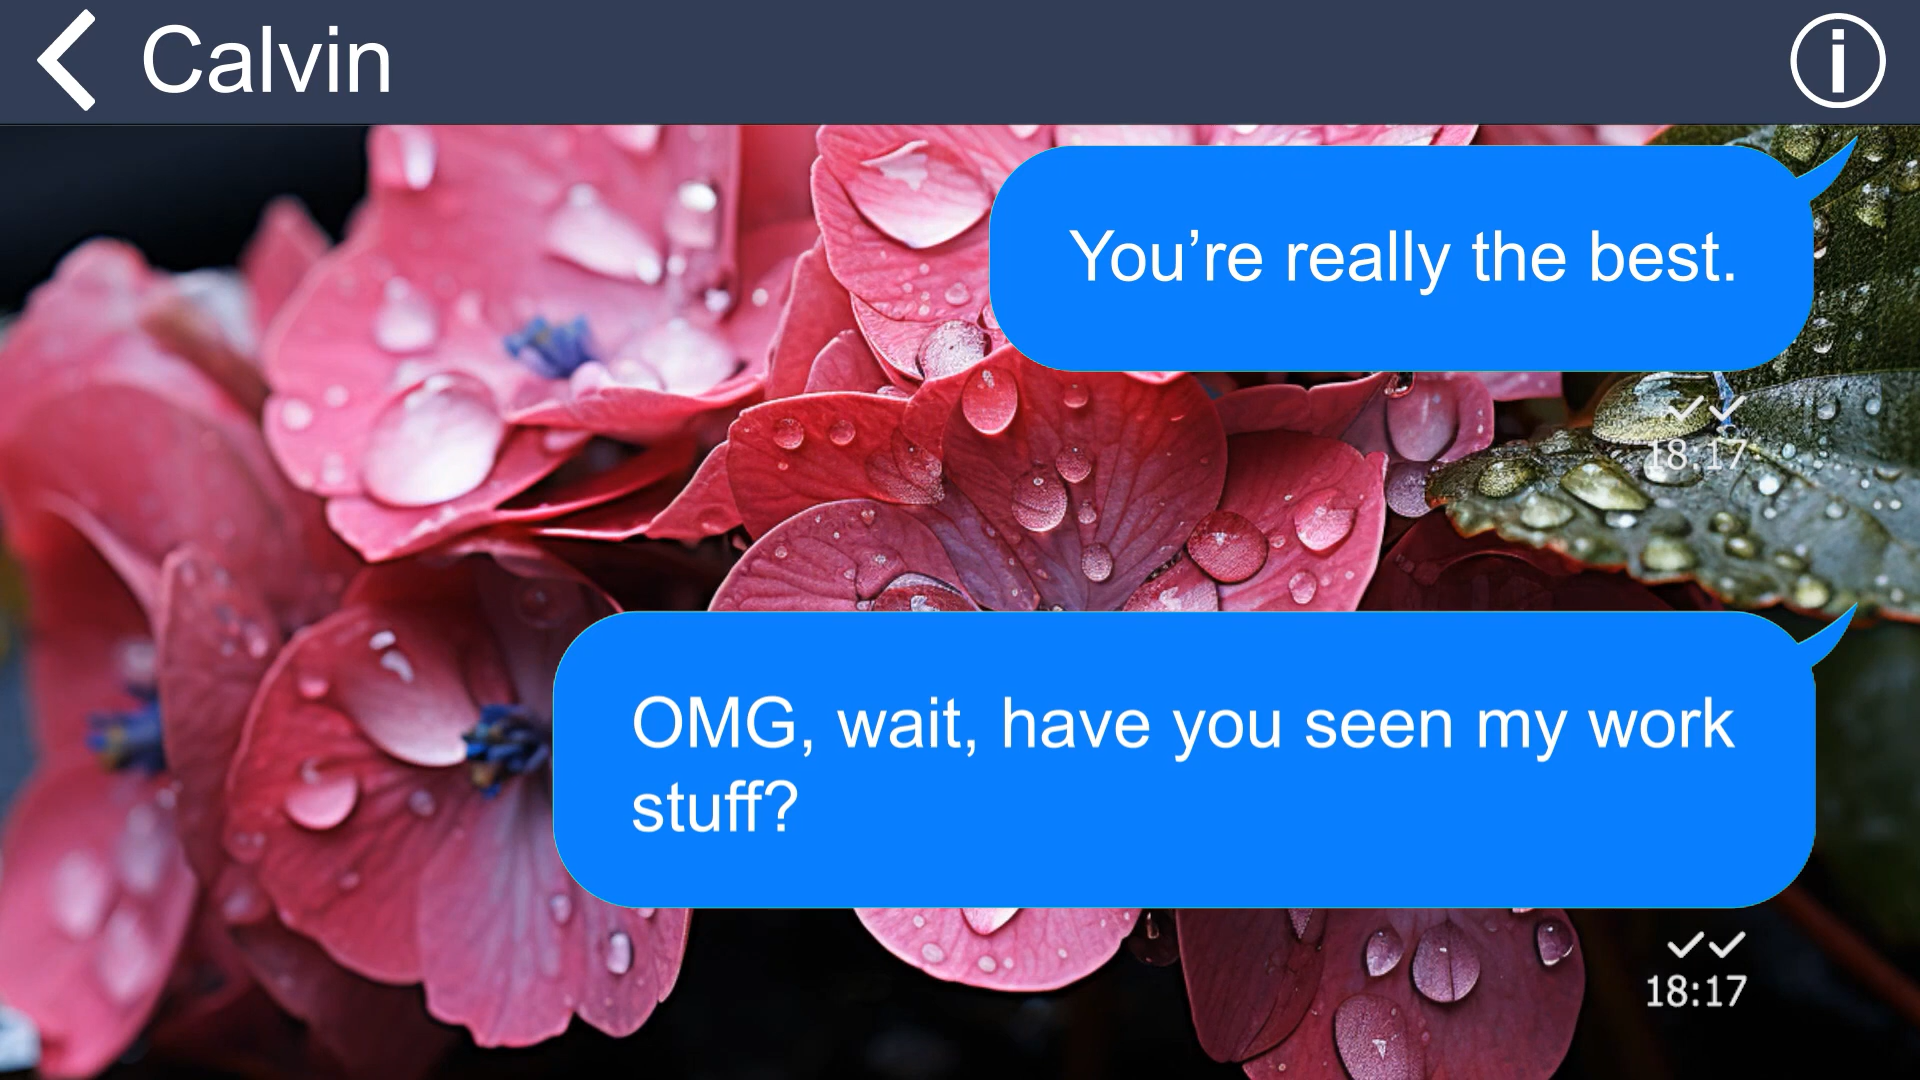 Calvin
You’re really the best.
18:17
OMG, wait, have you seen my work
stuff?
18:17